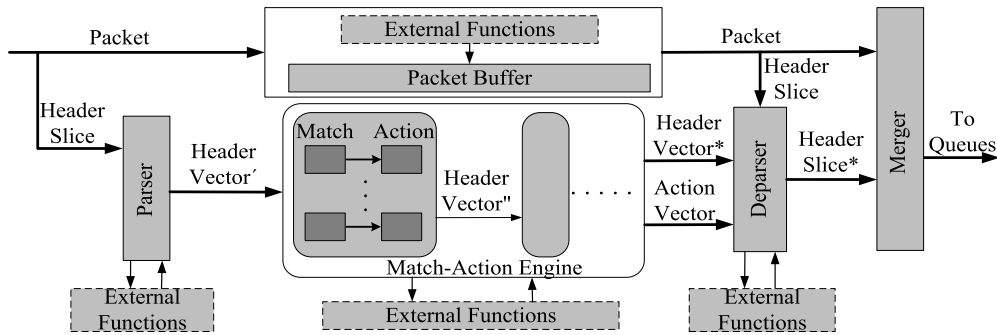 Packet
External Functions
Packet Buffer
Packet
Header
Slice
Header
Slice
Parser
Header
Vector′
Match Action
Header
Vector"
Match-Action Engine
Header
Vector*
Action
Vector
Deparser
Header
Slice*
Merger
To
Queues
External
Functions
External Functions
External
Functions